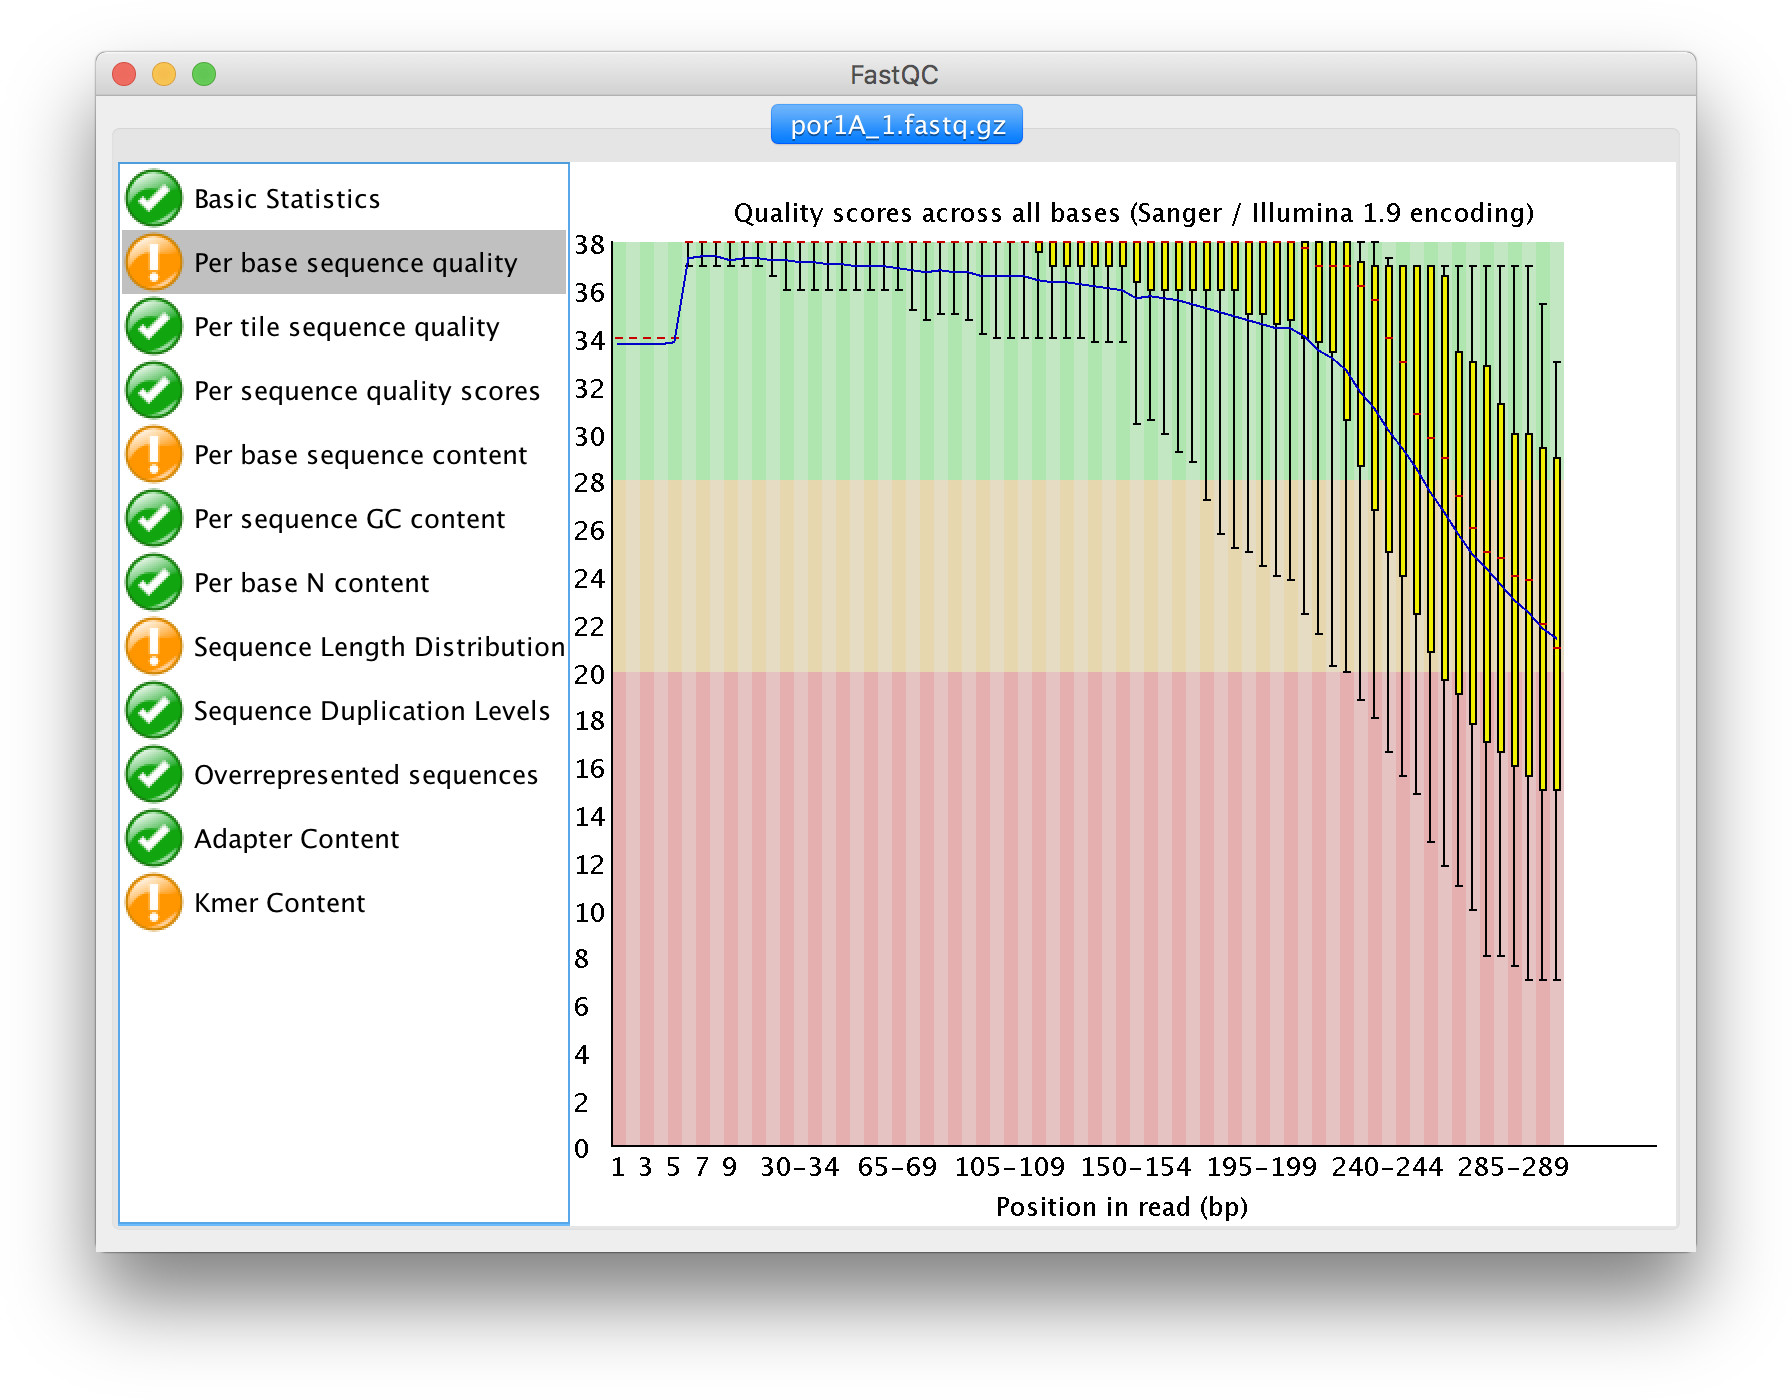 FastQC
por1A_1.fastq.gz
Basic Statistics
Per base sequence quality
Per tile sequence quality
Per sequence quality scores
Per base sequence content
Per sequence GC content
Per base N content
Sequence Length Distribution
Sequence Duplication Levels
Overrepresented sequences
Adapter Content
Kmer Content
Quality scores across all bases (Sanger / Illumina 1.9 encoding)
38
36
34
32
30
28
26
24
22
20
18
16
14
12
10
8
6
4
2
0
1 3 5 7 9 30-34 65-69 105-109 150-154 195-199 240-244 285-289
Position in read (bp)